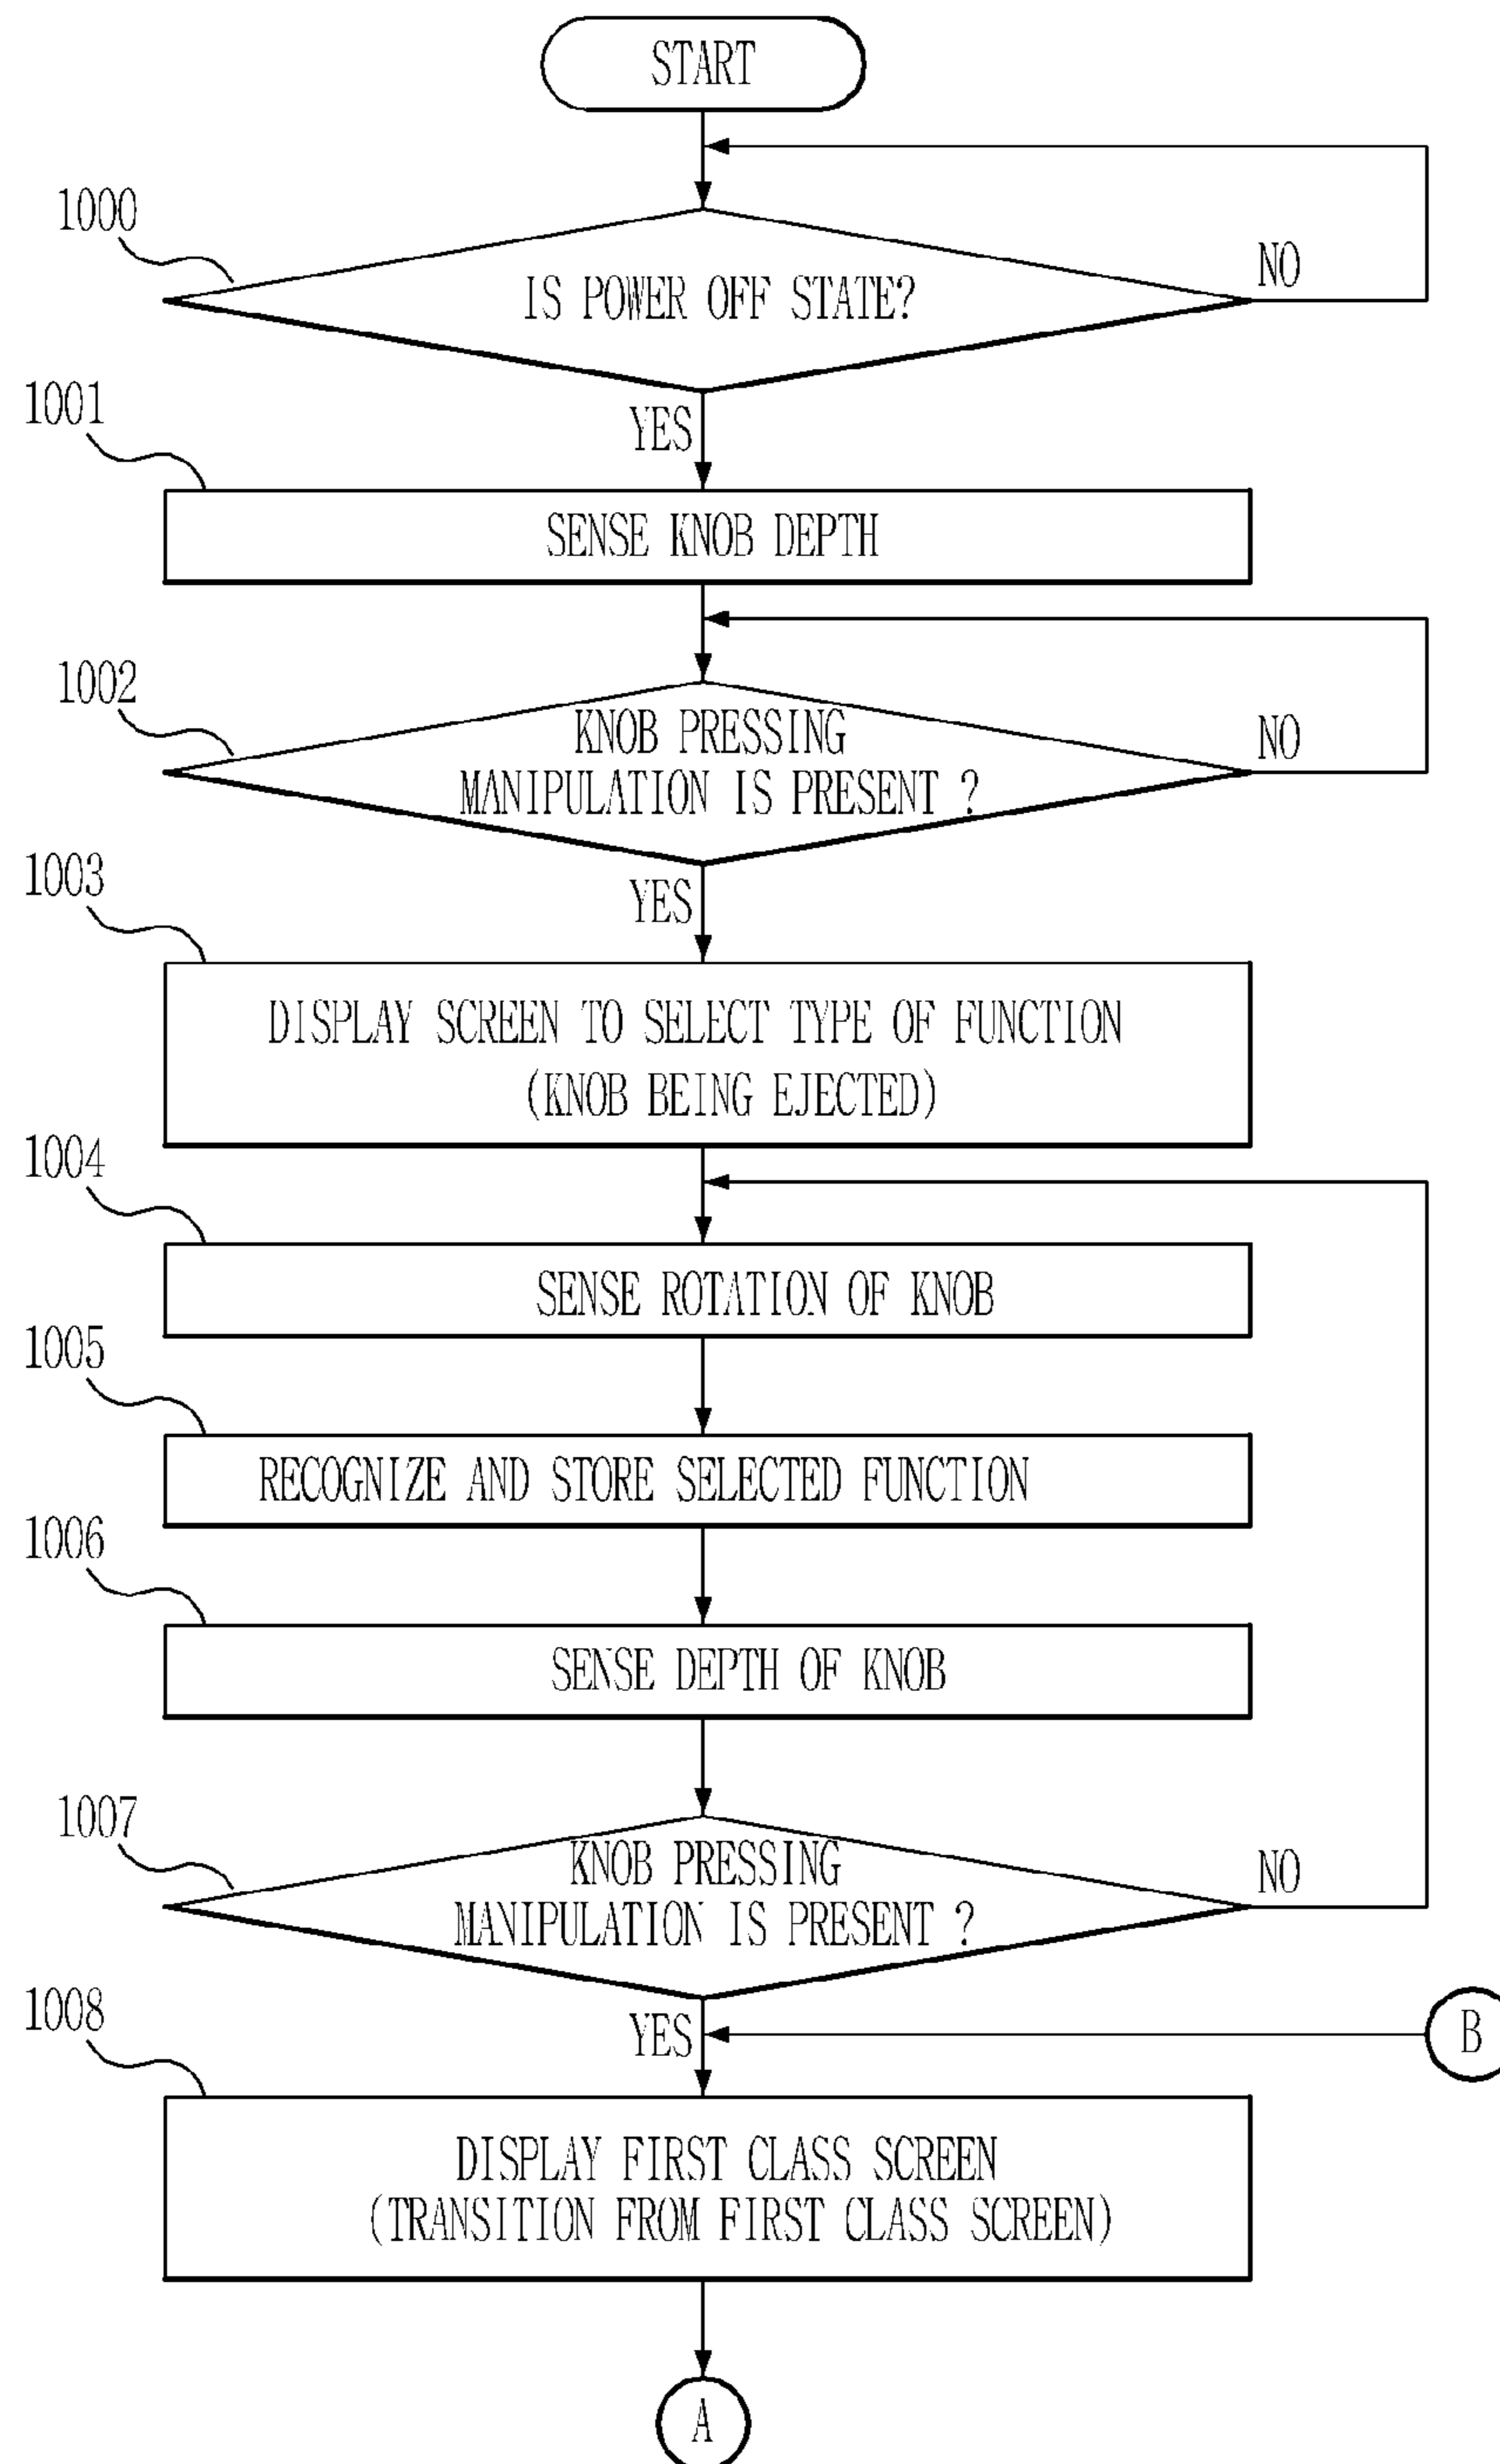 START
1000
IS POWER OFF STATE?
NO
YES
1001
SENSE KNOB DEPTH
1002
KNOB PRESSING
MANIPULATION IS PRESENT ?
NO
YES
1003
DISPLAY SCREEN TO SELECT TYPE OF FUNCTION
(KNOB BEING EJECTED)
1004
SENSE ROTATION OF KNOB
1005
RECOGNIZE AND STORE SELECTED FUNCTION
1006
SENSE DEPTH OF KNOB
1007
KNOB PRESSING
MANIPULATION IS PRESENT ?
NO
YES
B
1008
DISPLAY FIRST CLASS SCREEN
(TRANSITION FROM FIRST CLASS SCREEN)
A